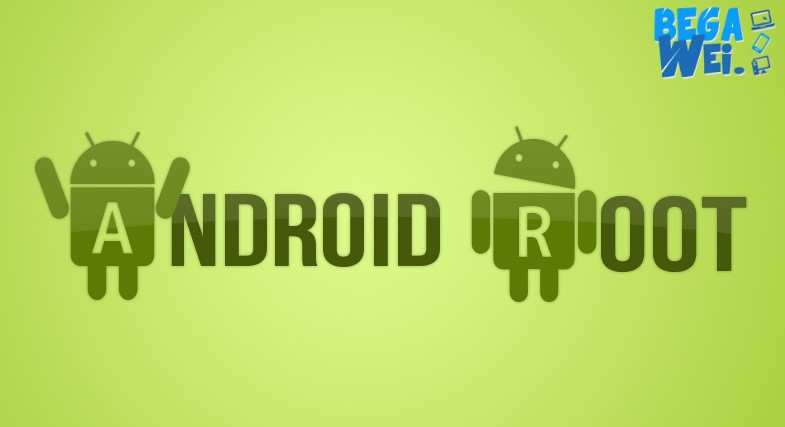 BEGA
WEi.
ANDROID ROOT